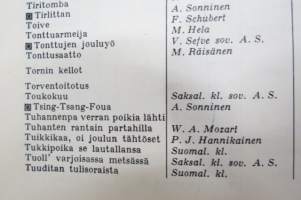 Tiritomba
▣ Tirlittan A. Sonninen
Toive F. Schubert
Tonttuarmeija M. Hela
▣ Tonttujen jouluyö V. Sefve sov. A. S.
Tonttusaatto M. Räisänen
Tornin kellot
Torventoitotus
Toukokuu Saksal. kl. sov. A. S.
▣ Tsing-Tsang-Foua A. Sonninen
Tuhannenpa verran poikia lähti
Tuhanten rantain partahilla W. A. Mozart
Tuikkikaa, oi joulun tähtöset P. J. Hannikainen
Tukkipoika se lautallansa Suomal. kl.
Tuoll' varjoisassa metsässä Saksal. kl. sov. A. S.
Tuuditan tulisoraista Suomal. kl.